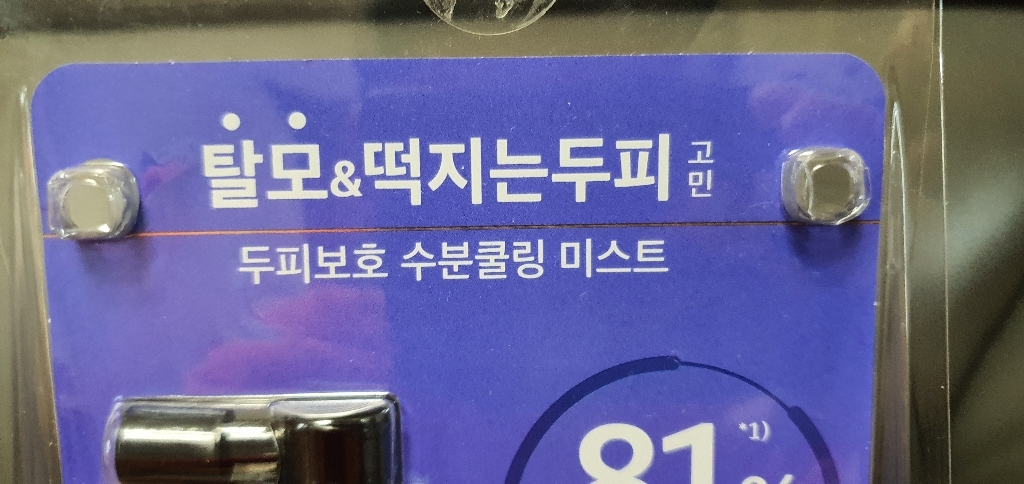 탈모&떡지는두피 고민
두피보호 수분쿨링 미스트
81% *1)